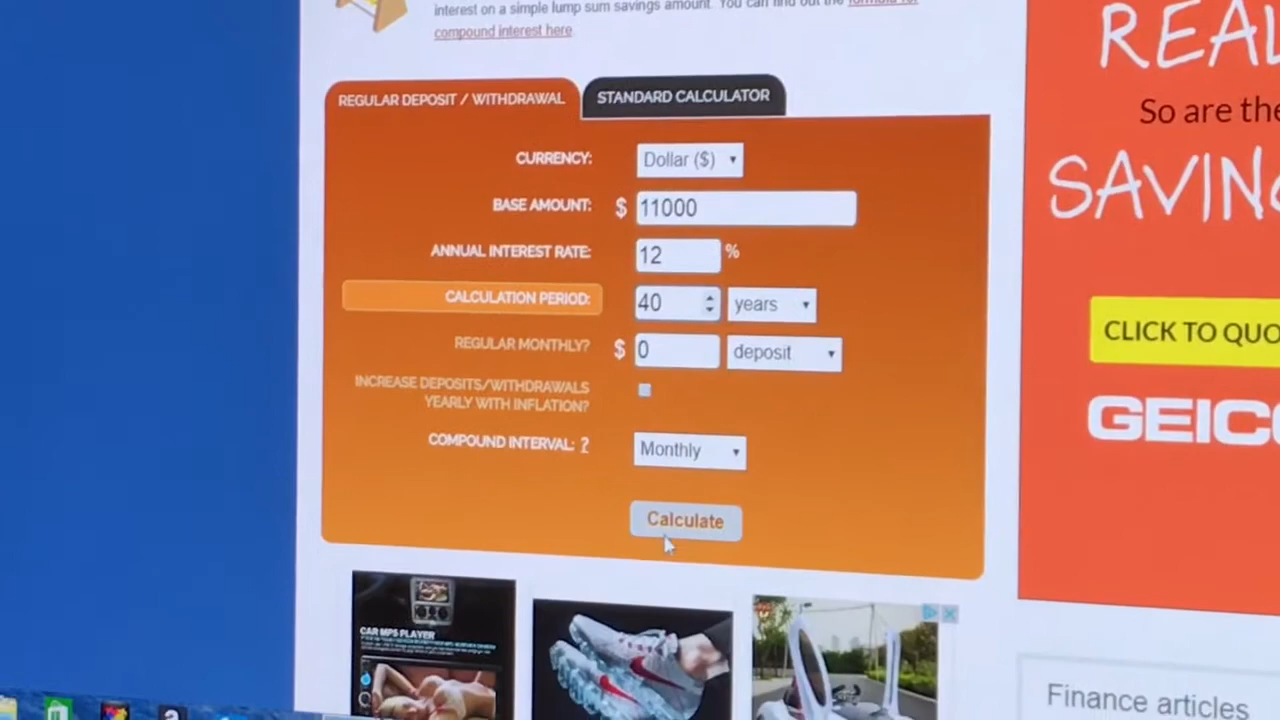 interest on a simple lump sum savings amount. You can find out the formula for
compound interest here
REGULAR DEPOSIT / WITHDRAWAL
STANDARD CALCULATOR
CURRENCY: Dollar ($)
BASE AMOUNT: $ 11000
ANNUAL INTEREST RATE: 12 %
CALCULATION PERIOD: 40 years
REGULAR MONTHLY? $ 0 deposit
INCREASE DEPOSITS/WITHDRAWALS
YEARLY WITH INFLATION?
COMPOUND INTERVAL: ? Monthly
Calculate
REAL
So are the
SAVING
CLICK TO QUO
GEICO
CAR MP5 PLAYER
Finance articles